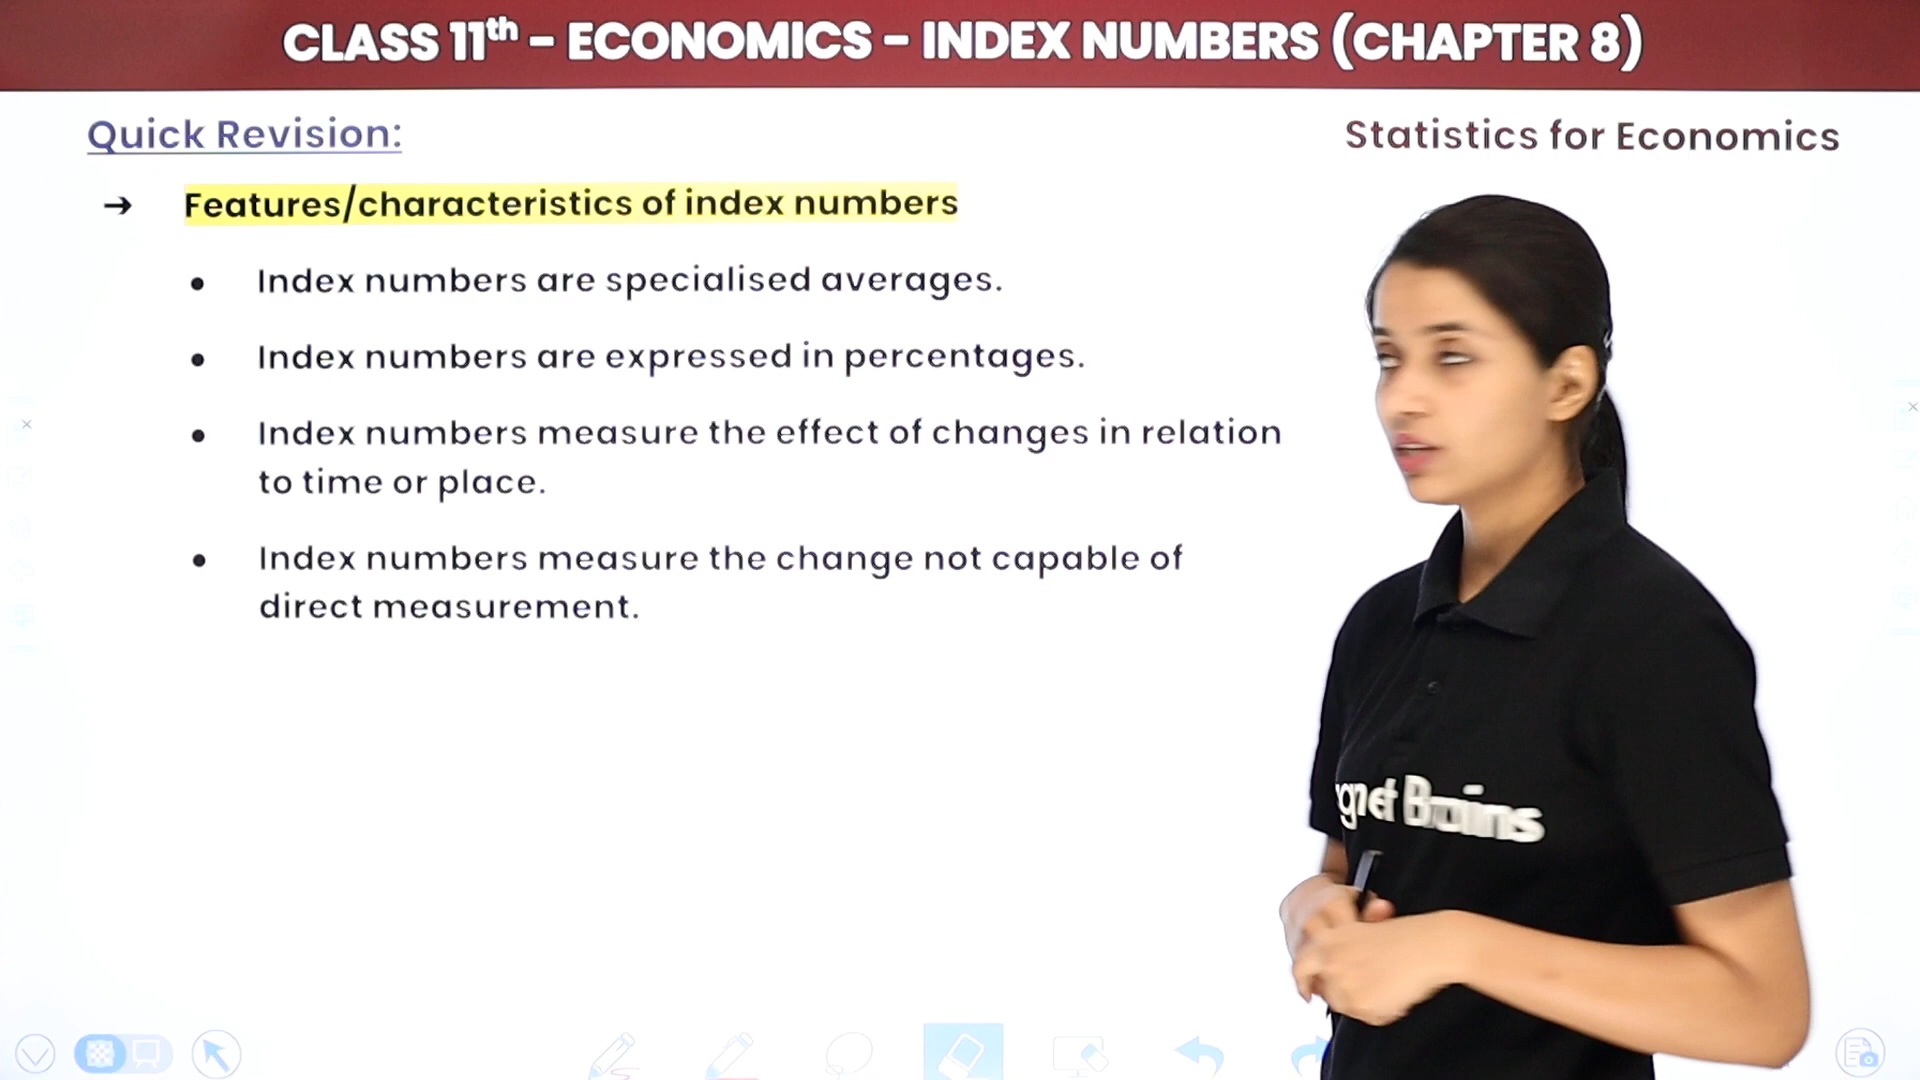 CLASS 11th - ECONOMICS - INDEX NUMBERS (CHAPTER 8)
Quick Revision:
Statistics for Economics
➔ Features/characteristics of index numbers
• Index numbers are specialised averages.
• Index numbers are expressed in percentages.
• Index numbers measure the effect of changes in relation
to time or place.
• Index numbers measure the change not capable of
direct measurement.
gnet Brains